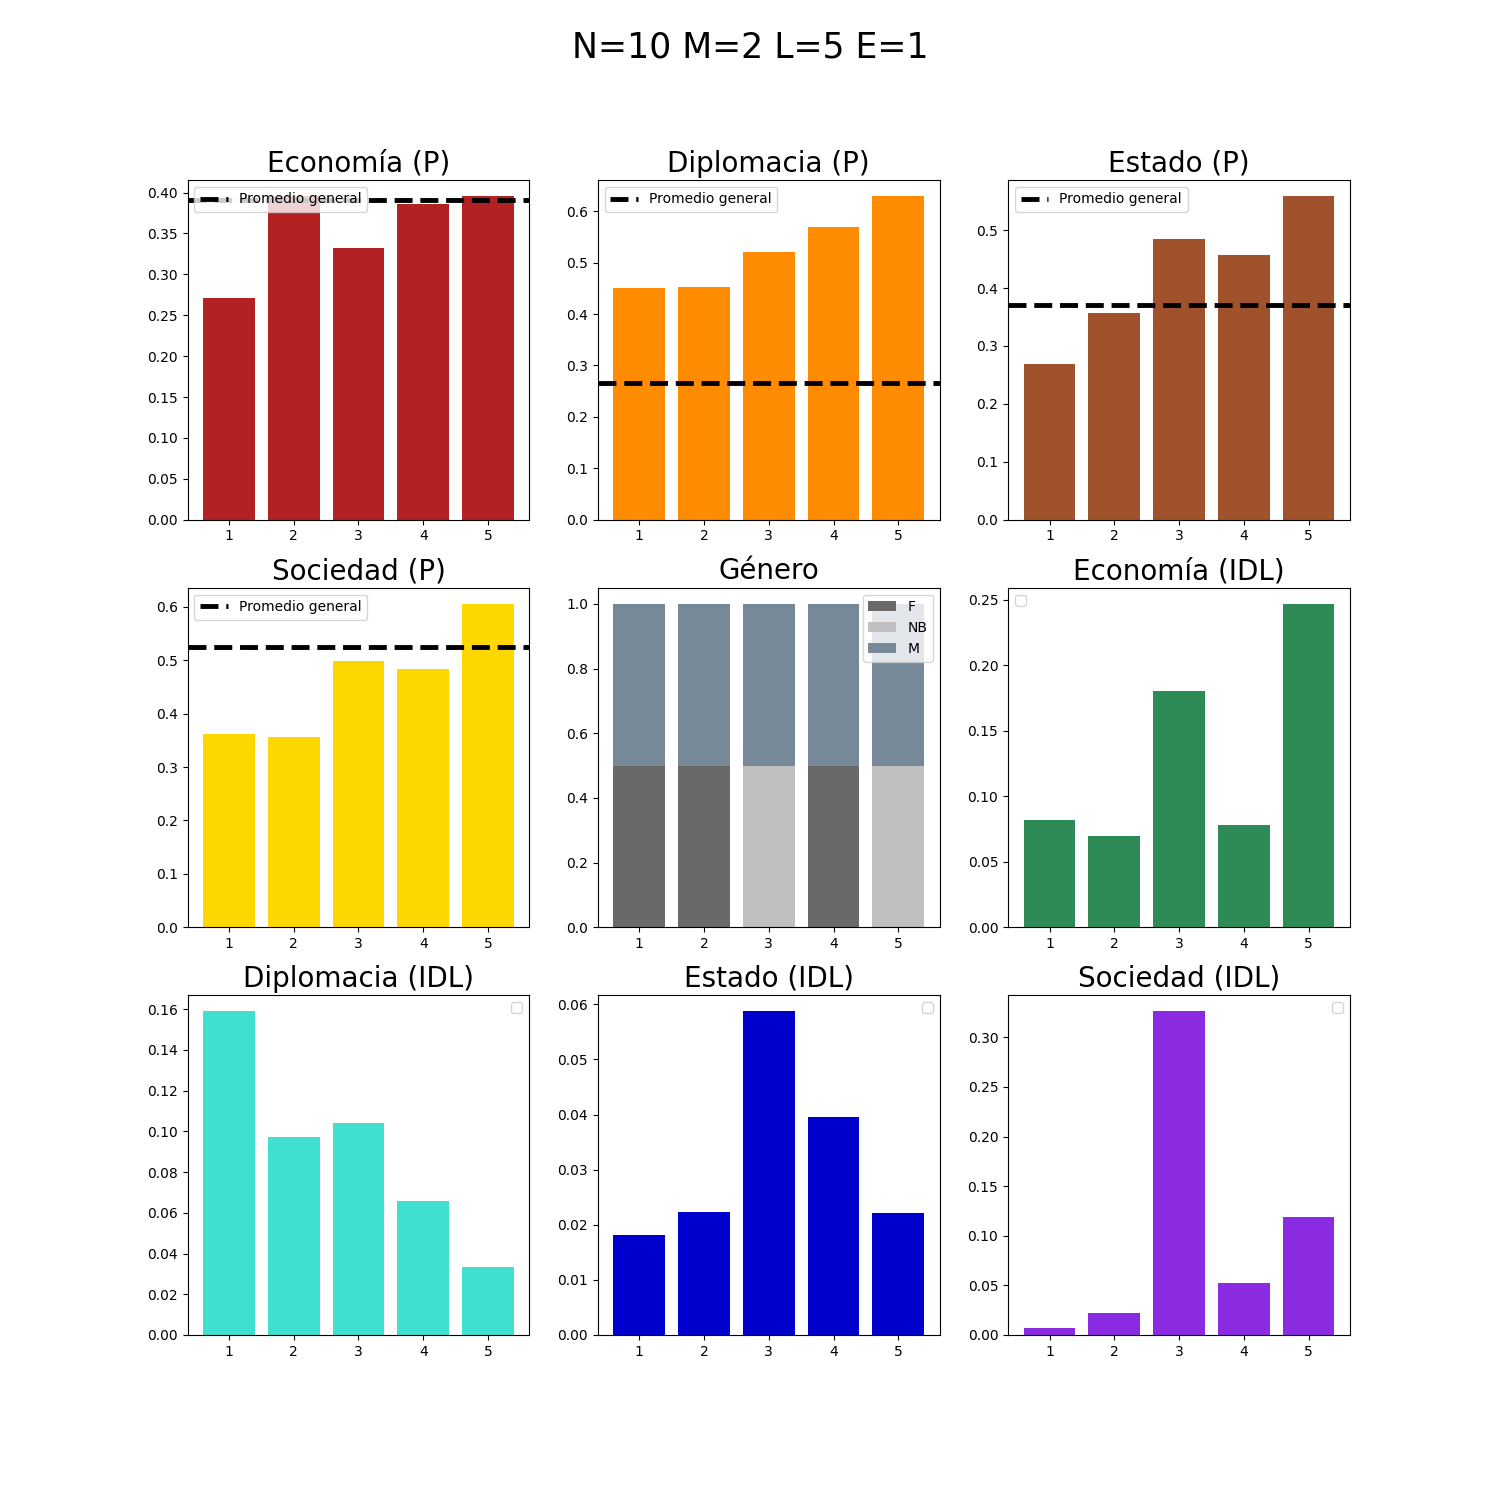 N=10 M=2 L=5 E=1
Economía (P)
Promedio general
0.40
0.35
0.30
0.25
0.20
0.15
0.10
0.05
0.00
1 2 3 4 5
Diplomacia (P)
Promedio general
0.6
0.5
0.4
0.3
0.2
0.1
0.0
1 2 3 4 5
Estado (P)
Promedio general
0.5
0.4
0.3
0.2
0.1
0.0
1 2 3 4 5
Sociedad (P)
Promedio general
0.6
0.5
0.4
0.3
0.2
0.1
0.0
1 2 3 4 5
Género
F
NB
M
1.0
0.8
0.6
0.4
0.2
0.0
1 2 3 4 5
Economía (IDL)
0.25
0.20
0.15
0.10
0.05
0.00
1 2 3 4 5
Diplomacia (IDL)
0.16
0.14
0.12
0.10
0.08
0.06
0.04
0.02
0.00
1 2 3 4 5
Estado (IDL)
0.06
0.05
0.04
0.03
0.02
0.01
0.00
1 2 3 4 5
Sociedad (IDL)
0.30
0.25
0.20
0.15
0.10
0.05
0.00
1 2 3 4 5